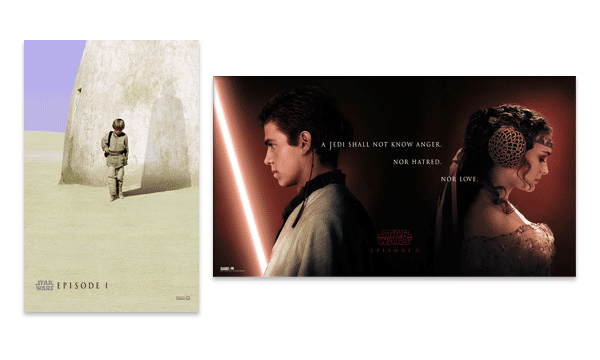 STAR
WARS
EPISODE I
A JEDI SHALL NOT KNOW ANGER.
NOR HATRED.
NOR LOVE.
STAR
WARS
EPISODE II